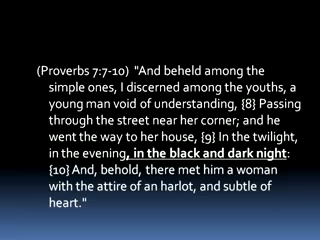 (Proverbs 7:7-10)  "And beheld among the
simple ones, I discerned among the youths, a
young man void of understanding, {8} Passing
through the street near her corner; and he
went the way to her house, {9} In the twilight,
in the evening, in the black and dark night:
{10} And, behold, there met him a woman
with the attire of an harlot, and subtle of
heart."